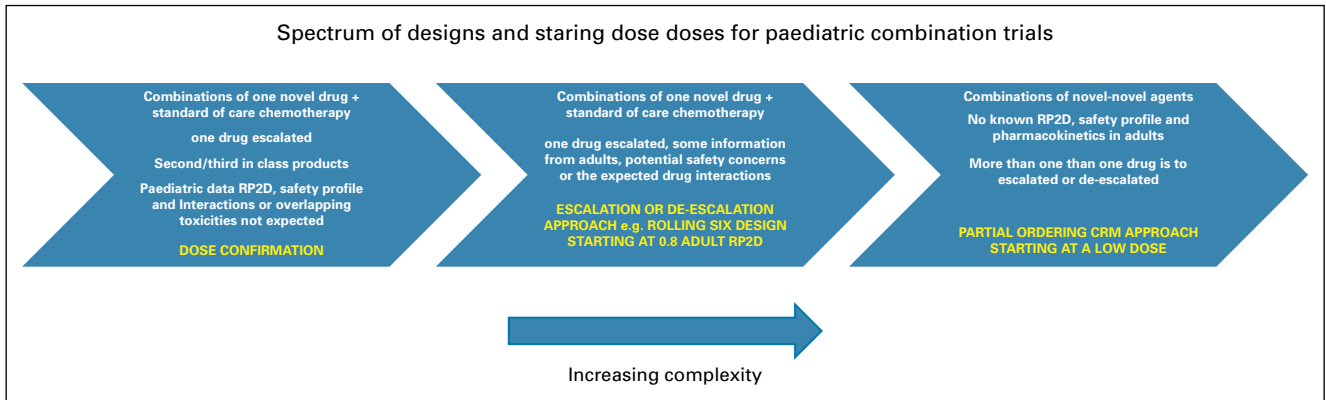 Spectrum of designs and staring dose doses for paediatric combination trials
Combinations of one novel drug +
standard of care chemotherapy
one drug escalated
Second/third in class products
Paediatric data RP2D, safety profile
and Interactions or overlapping
toxicities not expected
DOSE CONFIRMATION
Combinations of one novel drug +
standard of care chemotherapy
one drug escalated, some information
from adults, potential safety concerns
or the expected drug interactions
ESCALATION OR DE-ESCALATION
APPROACH e.g. ROLLING SIX DESIGN
STARTING AT 0.8 ADULT RP2D
Combinations of novel-novel agents
No known RP2D, safety profile and
pharmacokinetics in adults
More than one than one drug is to
escalated or de-escalated
PARTIAL ORDERING CRM APPROACH
STARTING AT A LOW DOSE
Increasing complexity